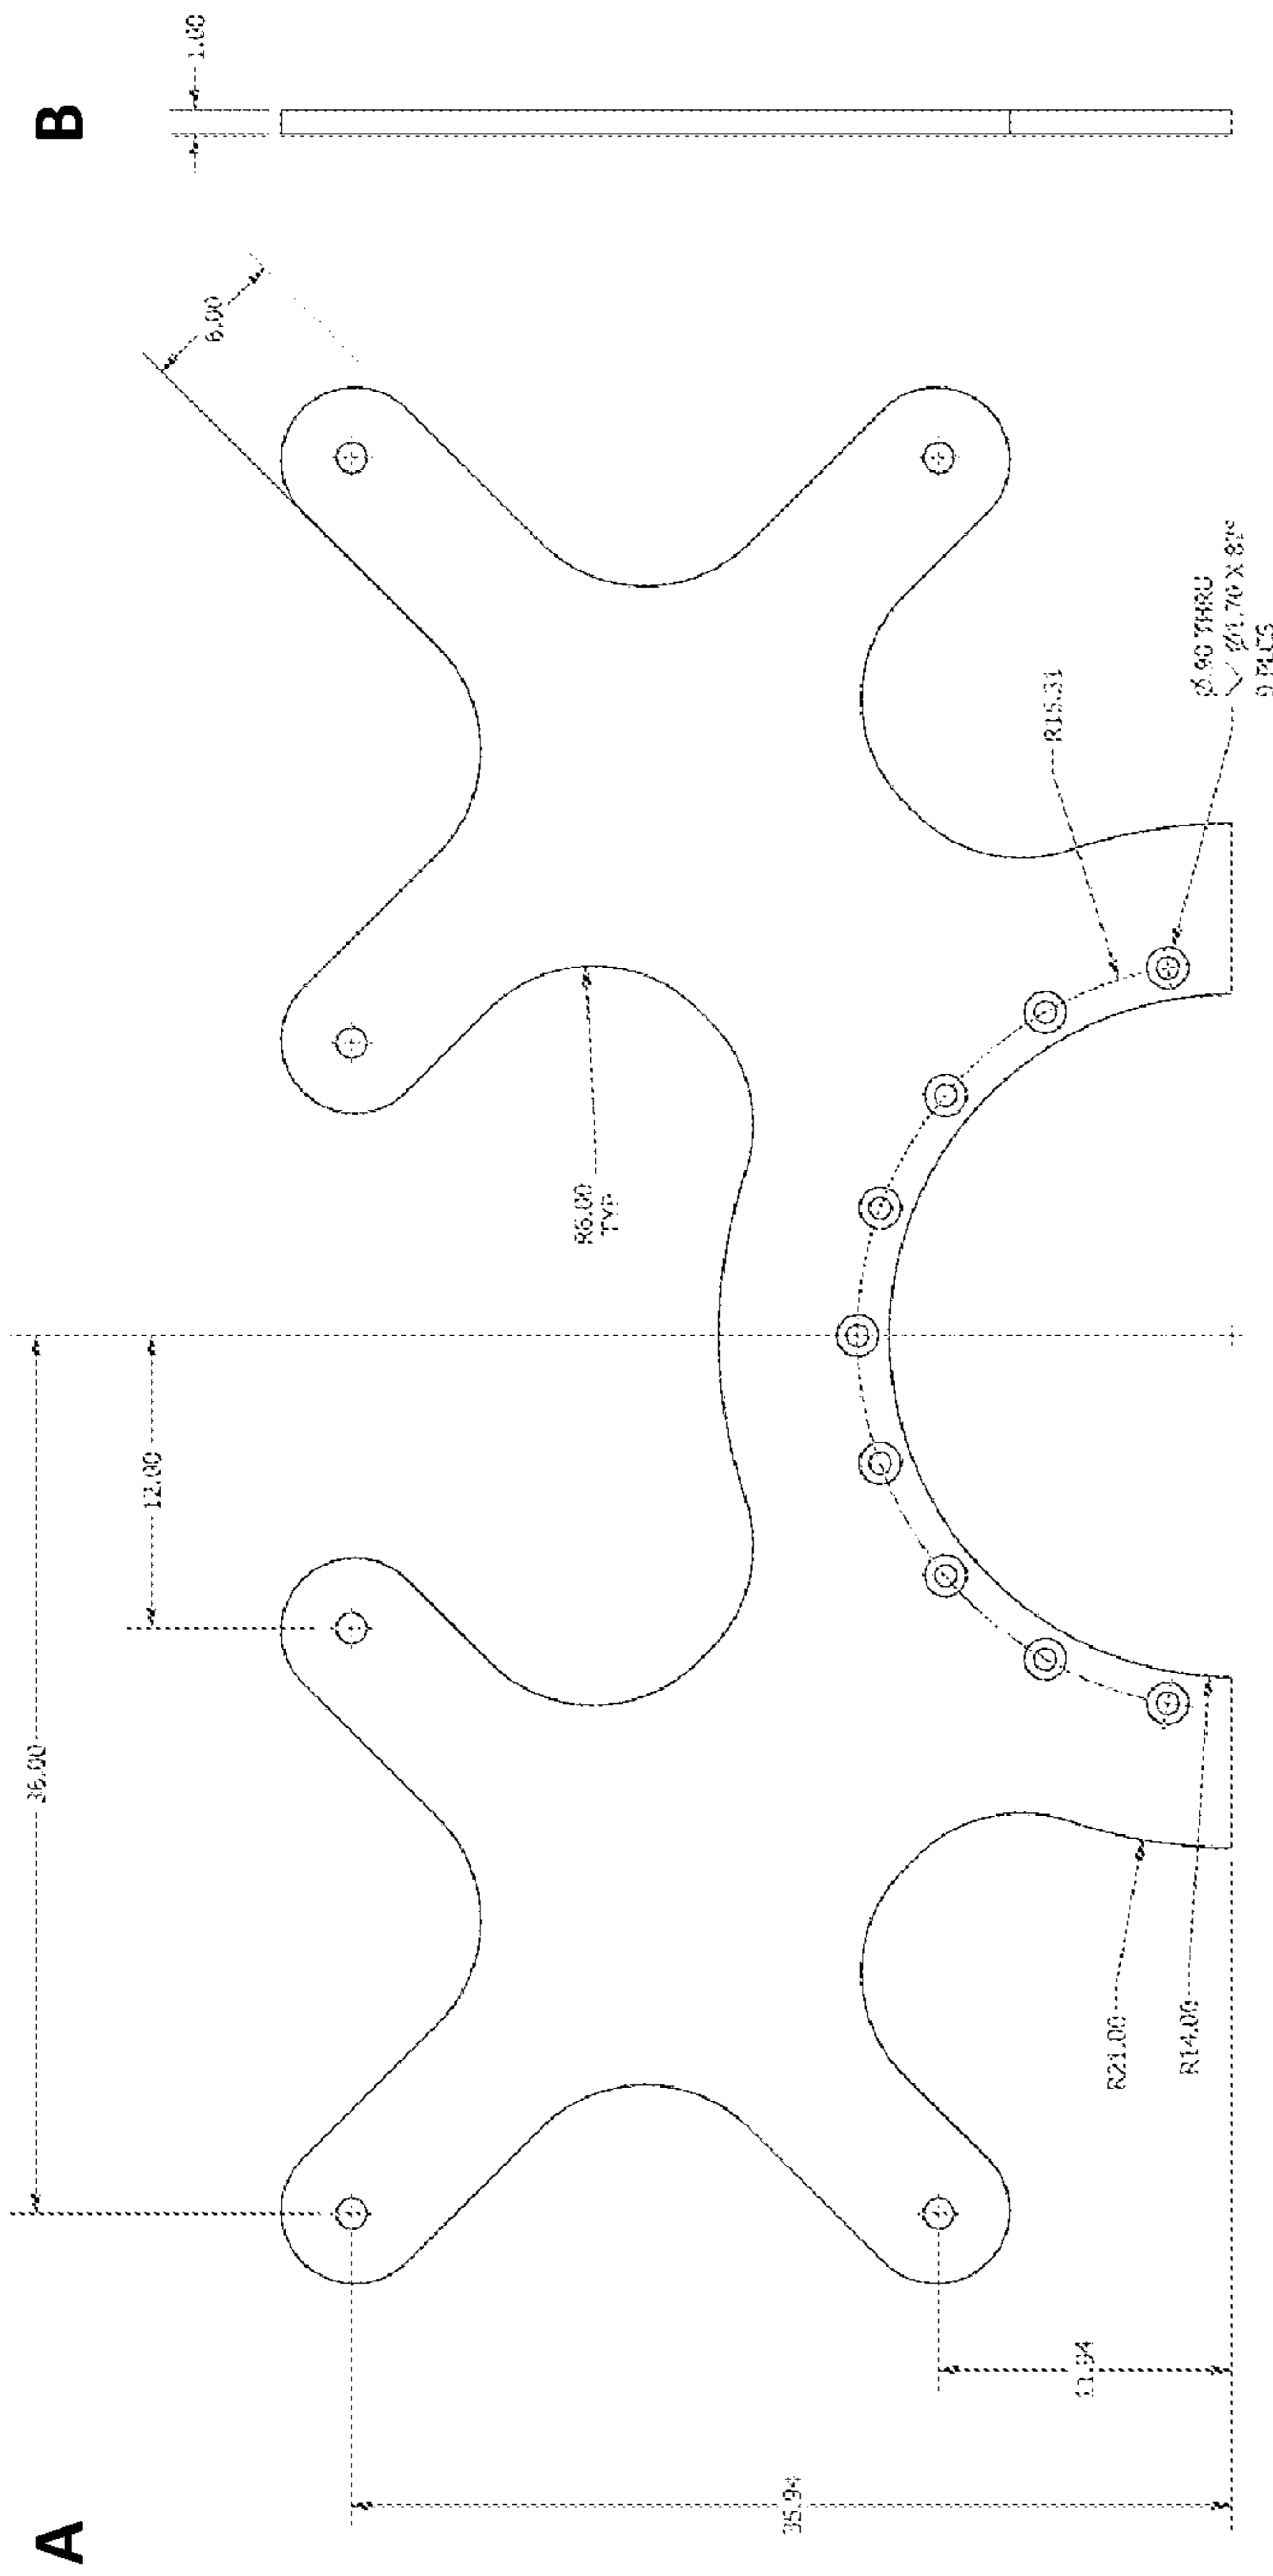 A
B
1.00
6.00
36.00
12.00
R6.00
TYP
R15.31
Ø.90 THRU
⌵ Ø1.70 X 82°
9 PLCS
R21.00
R14.00
11.94
35.94